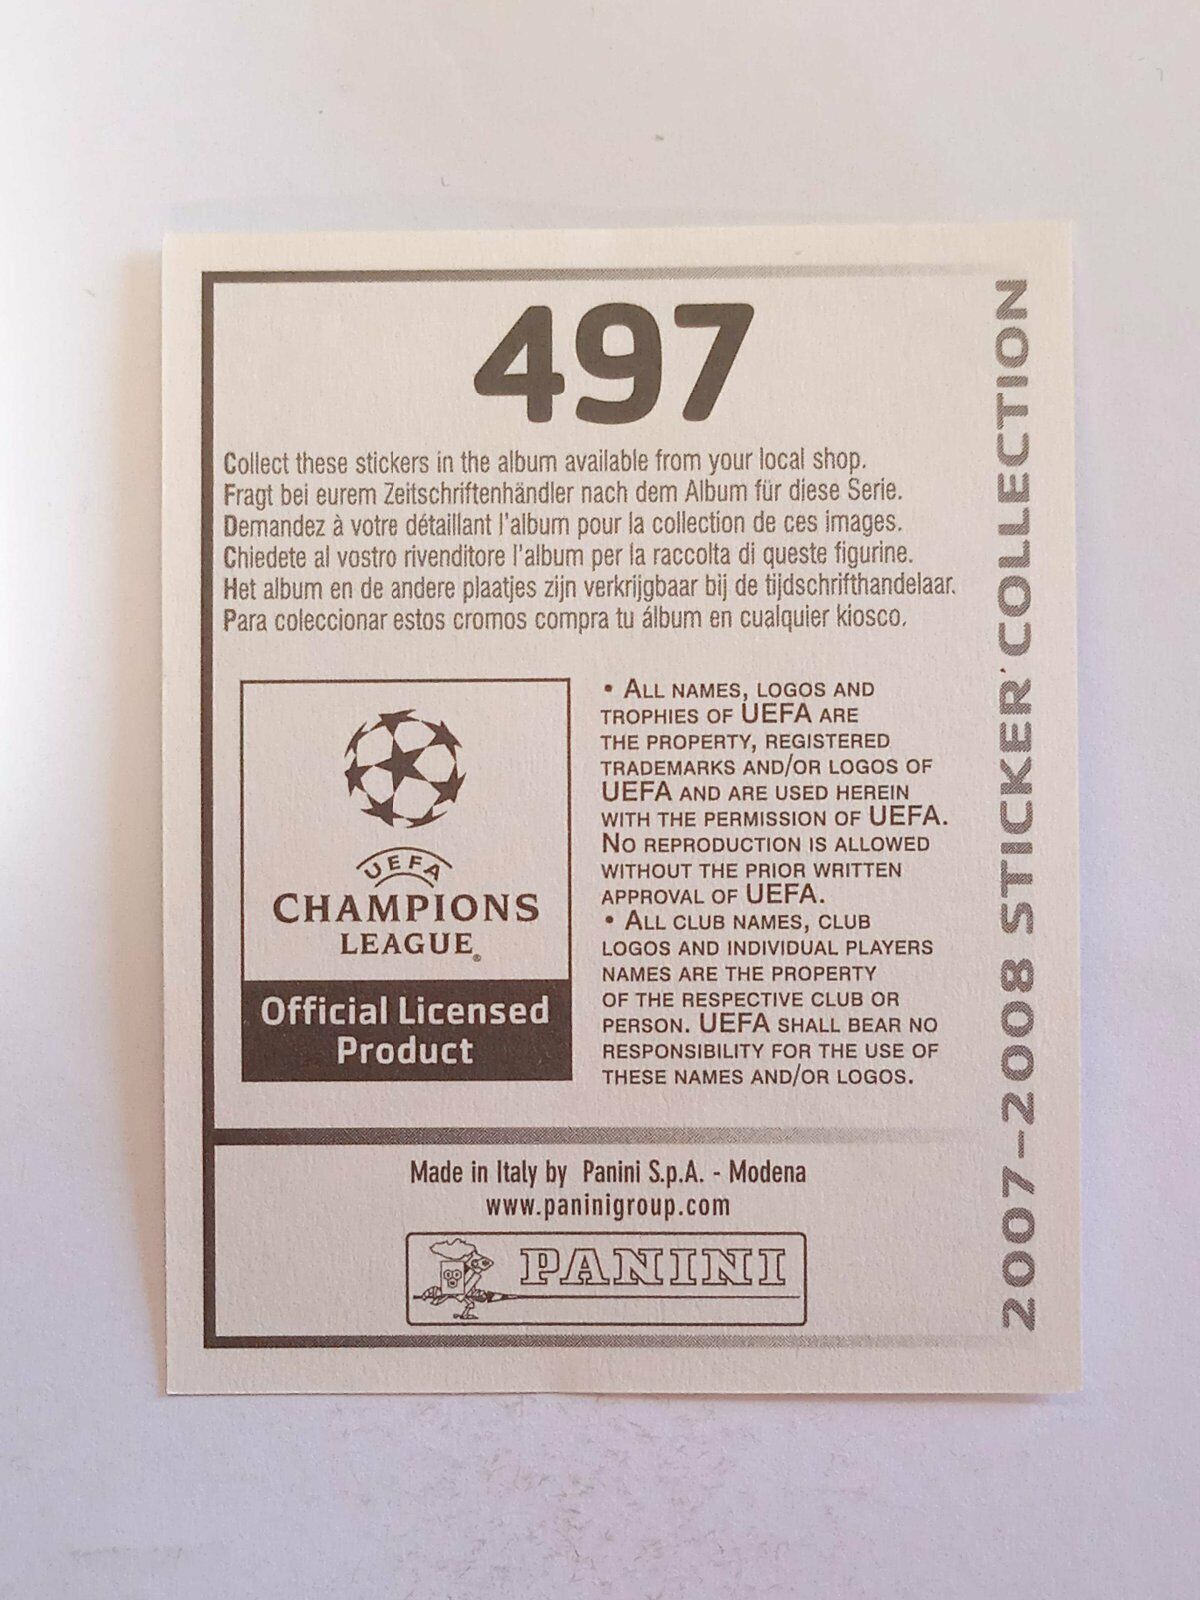 497
Collect these stickers in the album available from your local shop.
Fragt bei eurem Zeitschriftenhändler nach dem Album für diese Serie.
Demandez à votre détaillant l'album pour la collection de ces images.
Chiedete al vostro rivenditore l'album per la raccolta di queste figurine.
Het album en de andere plaatjes zijn verkrijgbaar bij de tijdschrifthandelaar.
Para coleccionar estos cromos compra tu álbum en cualquier kiosco.
UEFA
CHAMPIONS
LEAGUE®
Official Licensed
Product
• ALL NAMES, LOGOS AND
TROPHIES OF UEFA ARE
THE PROPERTY, REGISTERED
TRADEMARKS AND/OR LOGOS OF
UEFA AND ARE USED HEREIN
WITH THE PERMISSION OF UEFA.
NO REPRODUCTION IS ALLOWED
WITHOUT THE PRIOR WRITTEN
APPROVAL OF UEFA.
• ALL CLUB NAMES, CLUB
LOGOS AND INDIVIDUAL PLAYERS
NAMES ARE THE PROPERTY
OF THE RESPECTIVE CLUB OR
PERSON. UEFA SHALL BEAR NO
RESPONSIBILITY FOR THE USE OF
THESE NAMES AND/OR LOGOS.
Made in Italy by Panini S.p.A. - Modena
www.paninigroup.com
PANINI
2007-2008 STICKER COLLECTION